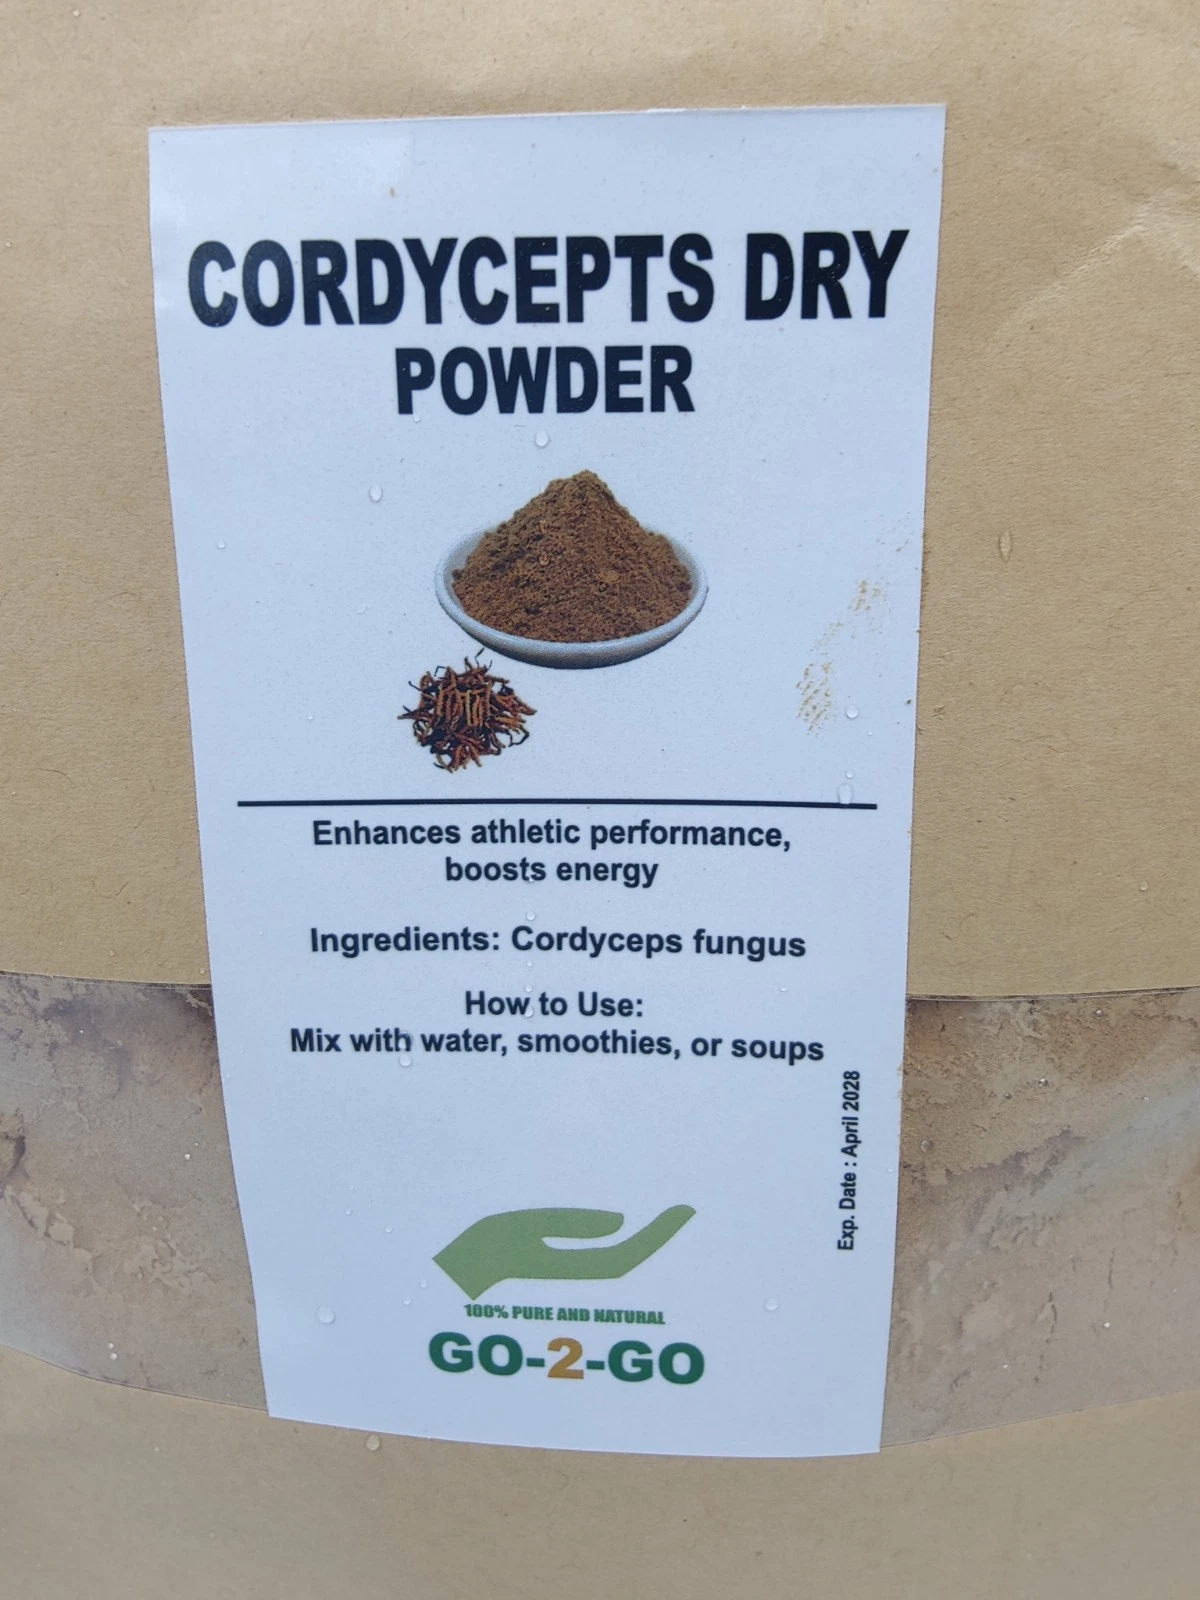 CORDYCEPTS DRY
POWDER
Enhances athletic performance,
boosts energy
Ingredients: Cordyceps fungus
How to Use:
Mix with water, smoothies, or soups
Exp. Date : April 2028
100% PURE AND NATURAL
GO-2-GO